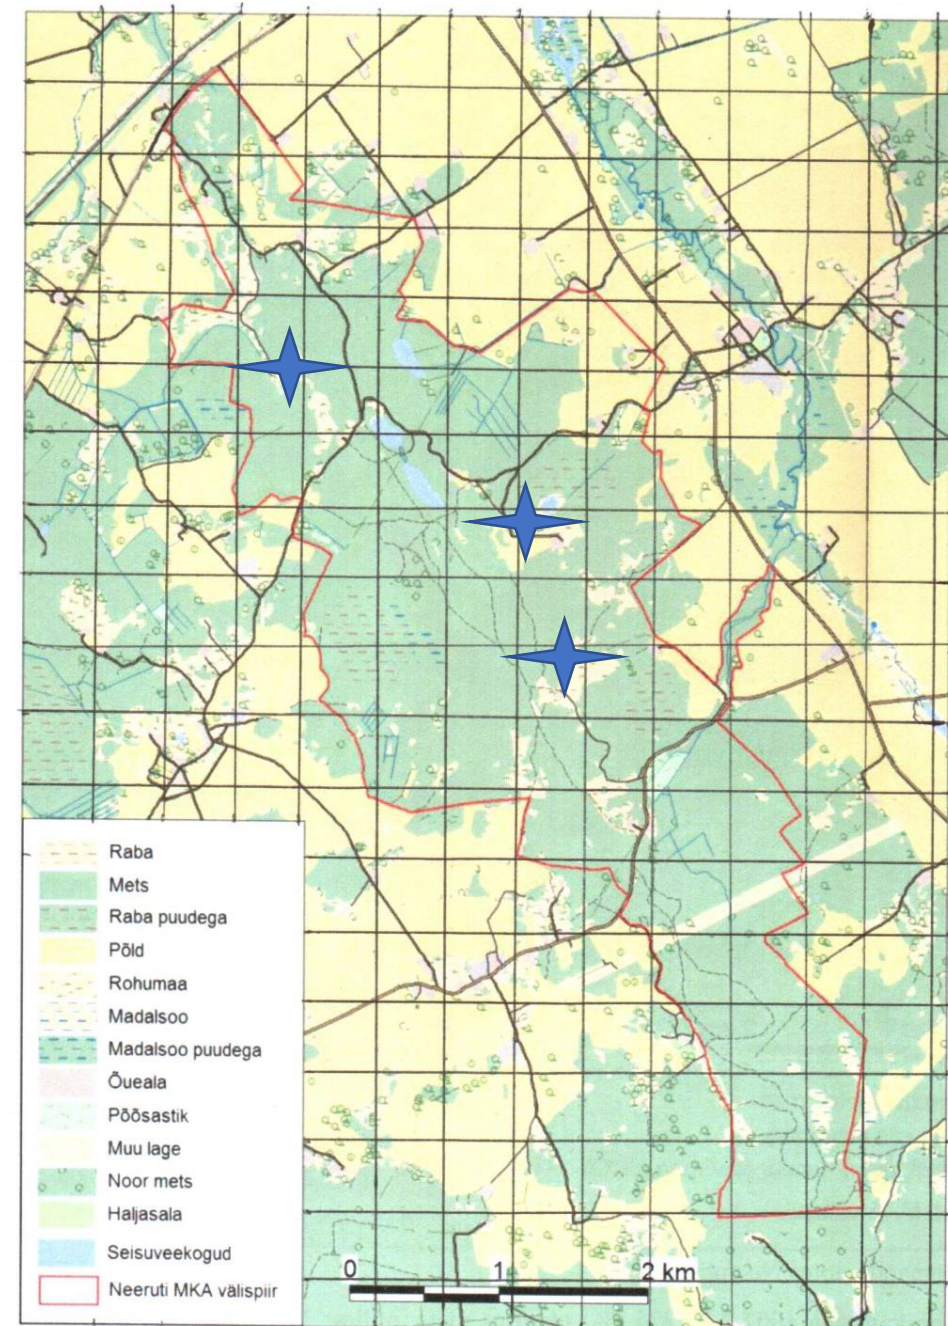 Raba
Mets
Raba puudega
Põld
Rohumaa
Madalsoo
Madalsoo puudega
Õueala
Põõsastik
Muu lage
Noor mets
Haljasala
Seisuveekogud
Neeruti MKA välispiir
0 1 2 km